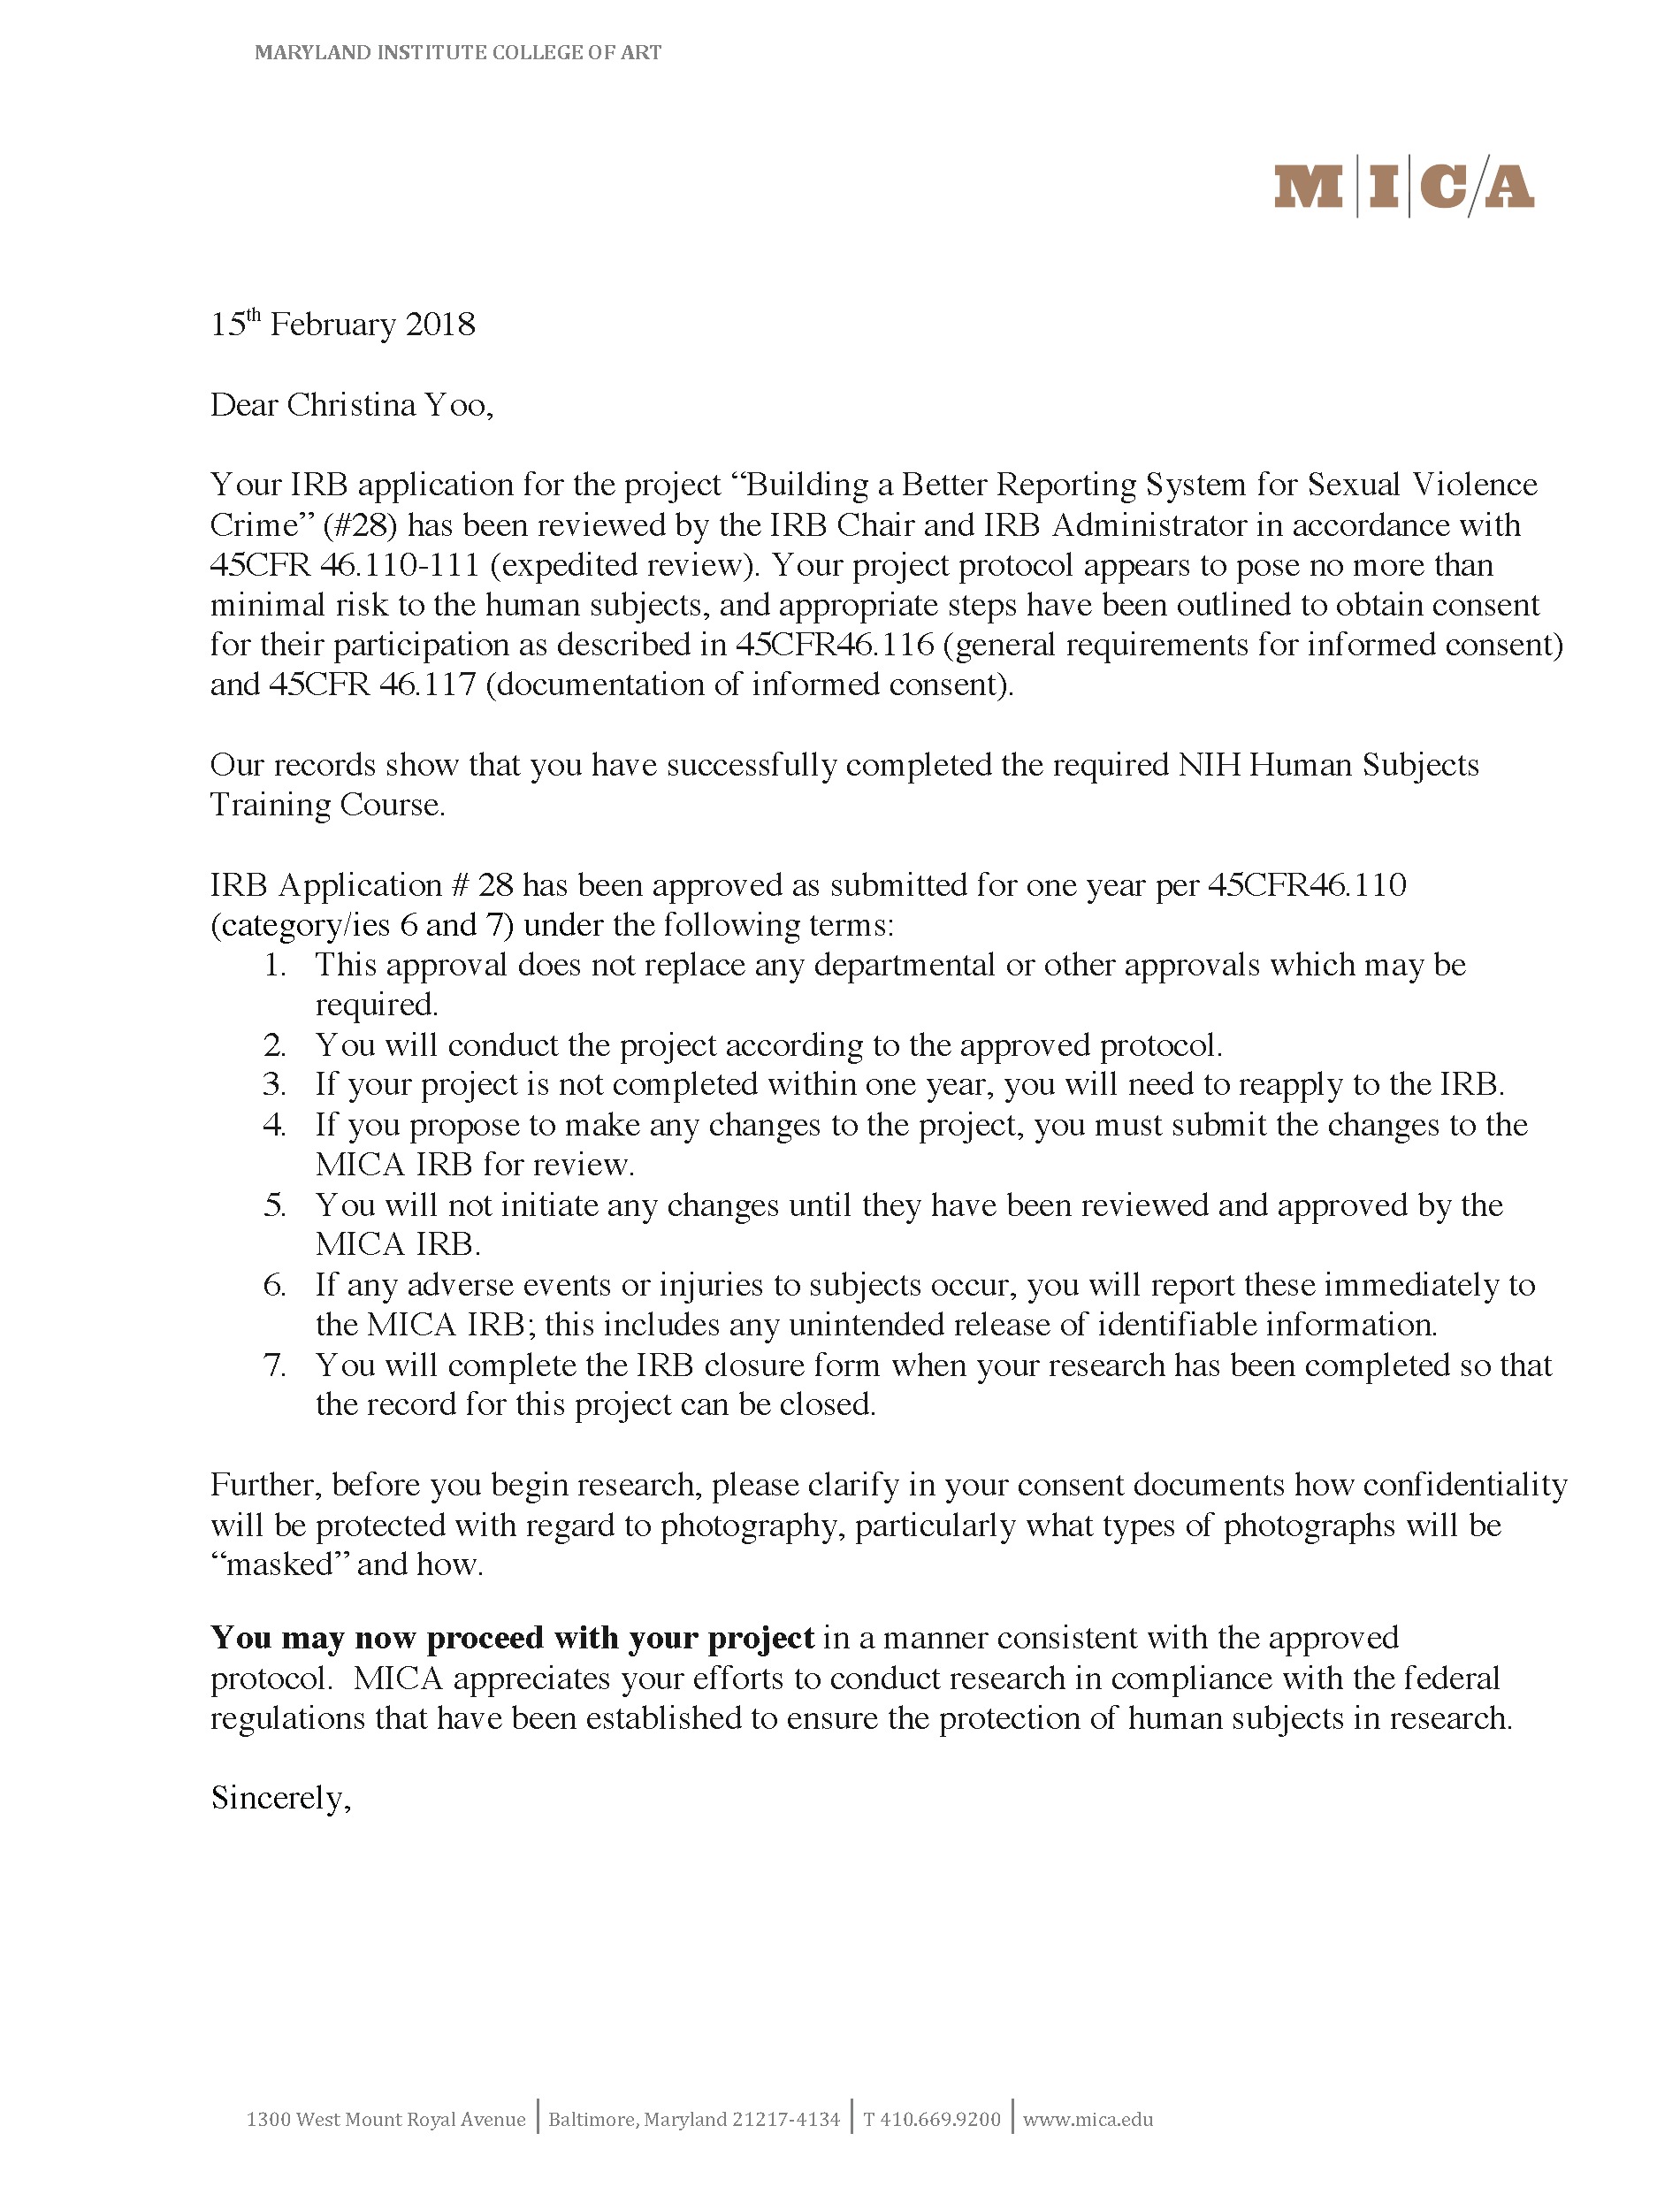 MARYLAND INSTITUTE COLLEGE OF ART
M|I|C/A
15th February 2018
Dear Christina Yoo,
Your IRB application for the project “Building a Better Reporting System for Sexual Violence
Crime” (#28) has been reviewed by the IRB Chair and IRB Administrator in accordance with
45CFR 46.110-111 (expedited review). Your project protocol appears to pose no more than
minimal risk to the human subjects, and appropriate steps have been outlined to obtain consent
for their participation as described in 45CFR46.116 (general requirements for informed consent)
and 45CFR 46.117 (documentation of informed consent).
Our records show that you have successfully completed the required NIH Human Subjects
Training Course.
IRB Application # 28 has been approved as submitted for one year per 45CFR46.110
(category/ies 6 and 7) under the following terms:
1. This approval does not replace any departmental or other approvals which may be
required.
2. You will conduct the project according to the approved protocol.
3. If your project is not completed within one year, you will need to reapply to the IRB.
4. If you propose to make any changes to the project, you must submit the changes to the
MICA IRB for review.
5. You will not initiate any changes until they have been reviewed and approved by the
MICA IRB.
6. If any adverse events or injuries to subjects occur, you will report these immediately to
the MICA IRB; this includes any unintended release of identifiable information.
7. You will complete the IRB closure form when your research has been completed so that
the record for this project can be closed.
Further, before you begin research, please clarify in your consent documents how confidentiality
will be protected with regard to photography, particularly what types of photographs will be
“masked” and how.
You may now proceed with your project in a manner consistent with the approved
protocol.  MICA appreciates your efforts to conduct research in compliance with the federal
regulations that have been established to ensure the protection of human subjects in research.
Sincerely,
1300 West Mount Royal Avenue | Baltimore, Maryland 21217-4134 | T 410.669.9200 | www.mica.edu